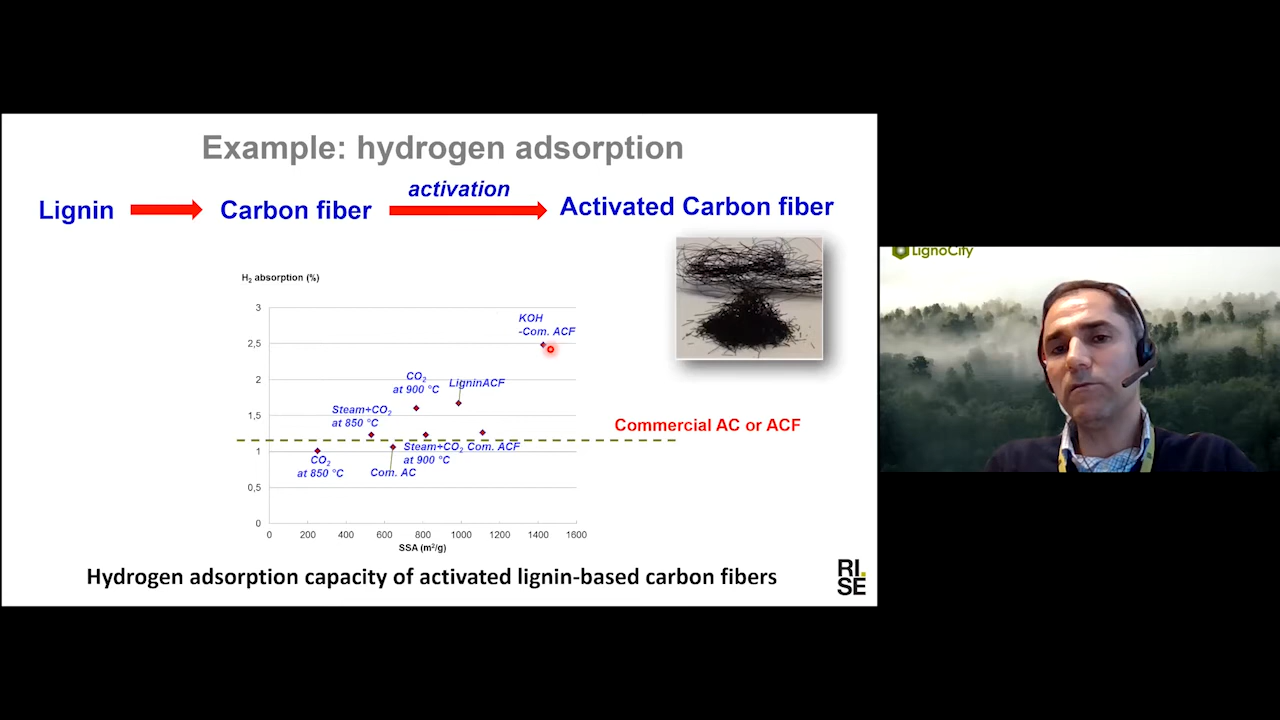 Example: hydrogen adsorption
activation
Lignin
Carbon fiber
Activated Carbon fiber
LignoCity
H2 absorption (%)
3
2,5
2
1,5
1
0,5
0
KOH
-Com. ACF
CO2
at 900 °C
LigninACF
Steam+CO2
at 850 °C
Commercial AC or ACF
Steam+CO2
at 900 °C
Com. ACF
CO2
at 850 °C
Com. AC
0 200 400 600 800 1000 1200 1400 1600
SSA (m²/g)
Hydrogen adsorption capacity of activated lignin-based carbon fibers
RI.
SE